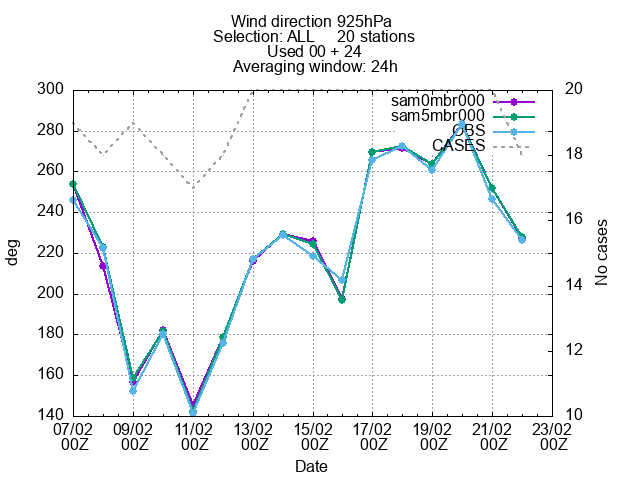 Wind direction 925hPa
Selection: ALL 20 stations
Used 00 + 24
Averaging window: 24h
300
280
260
240
220
200
180
160
140
deg
20
18
16
14
12
10
No cases
sam0mbr000
sam5mbr000
OBS
CASES
07/02 09/02 11/02 13/02 15/02 17/02 19/02 21/02 23/02
00Z 00Z 00Z 00Z 00Z 00Z 00Z 00Z 00Z
Date